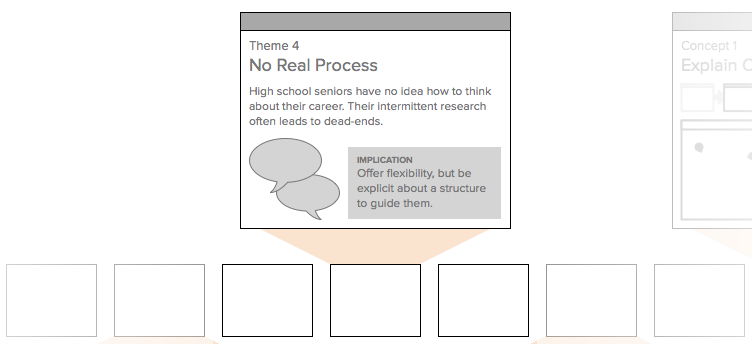 Theme 4
No Real Process
High school seniors have no idea how to think
about their career. Their intermittent research
often leads to dead-ends.
IMPLICATION
Offer flexibility, but be
explicit about a structure
to guide them.
Concept 1
Explain